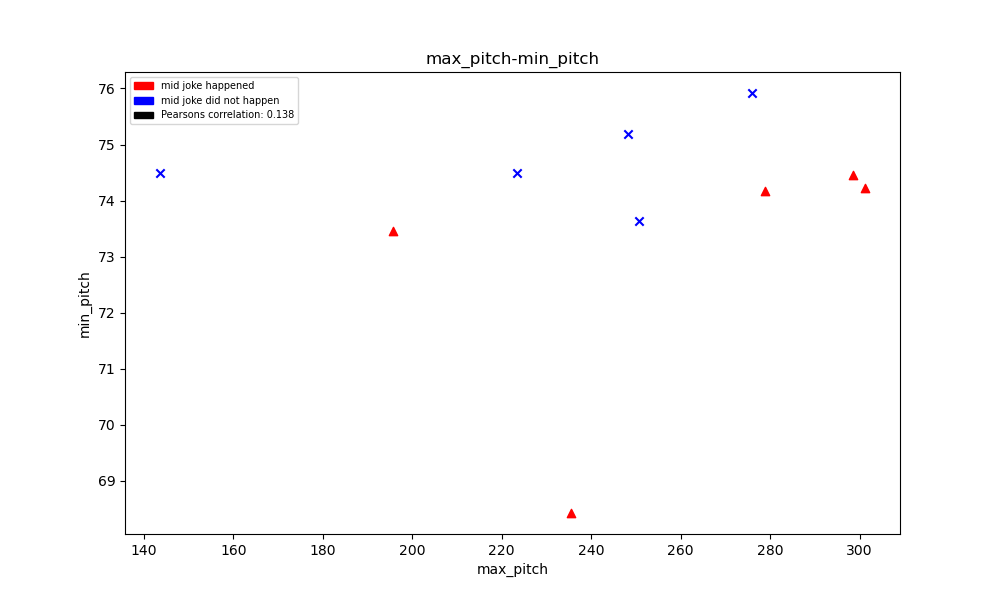 max_pitch-min_pitch
mid joke happened
mid joke did not happen
Pearsons correlation: 0.138
76
75
74
73
72
71
70
69
min_pitch
140 160 180 200 220 240 260 280 300
max_pitch